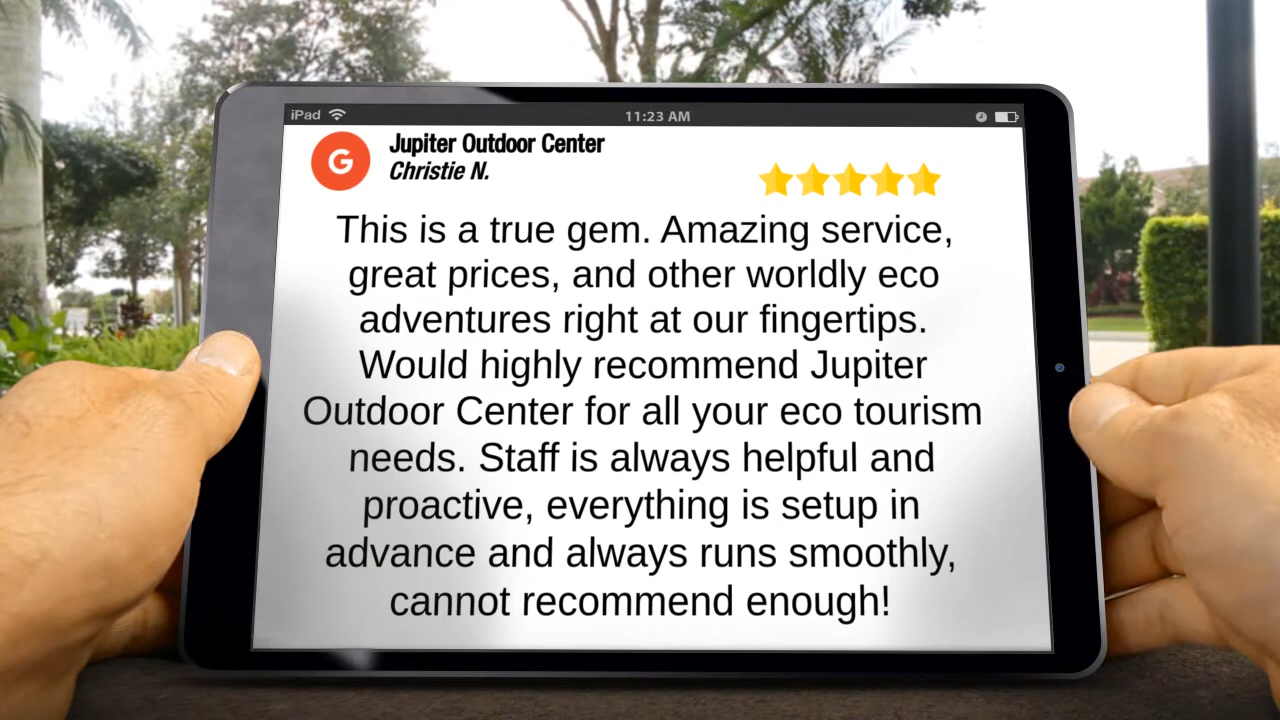 iPad
11:23 AM
G
Jupiter Outdoor Center
Christie N.
This is a true gem. Amazing service,
great prices, and other worldly eco
adventures right at our fingertips.
Would highly recommend Jupiter
Outdoor Center for all your eco tourism
needs. Staff is always helpful and
proactive, everything is setup in
advance and always runs smoothly,
cannot recommend enough!